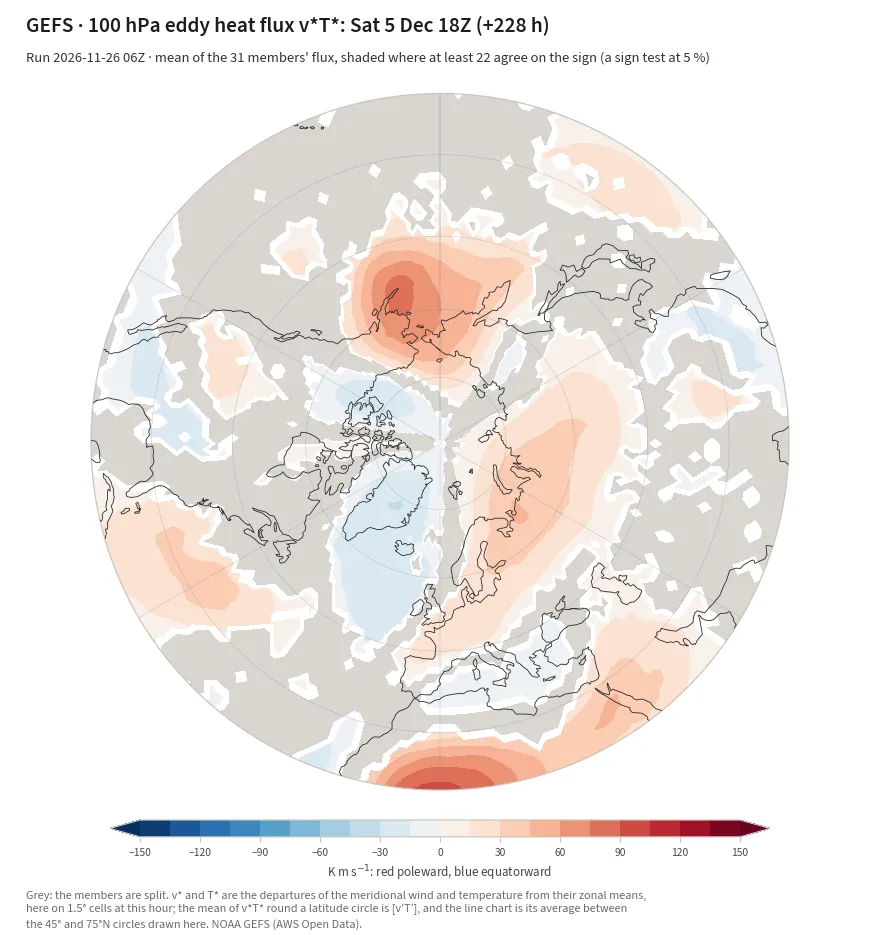 GEFS · 100 hPa eddy heat flux v*T*: Sat 5 Dec 18Z (+228 h)
Run 2026-11-26 06Z · mean of the 31 members' flux, shaded where at least 22 agree on the sign (a sign test at 5 %)
−150 −120 −90 −60 −30 0 30 60 90 120 150
K m s⁻¹: red poleward, blue equatorward
Grey: the members are split. v* and T* are the departures of the meridional wind and temperature from their zonal means,
here on 1.5° cells at this hour; the mean of v*T* round a latitude circle is [v'T'], and the line chart is its average between
the 45° and 75°N circles drawn here. NOAA GEFS (AWS Open Data).